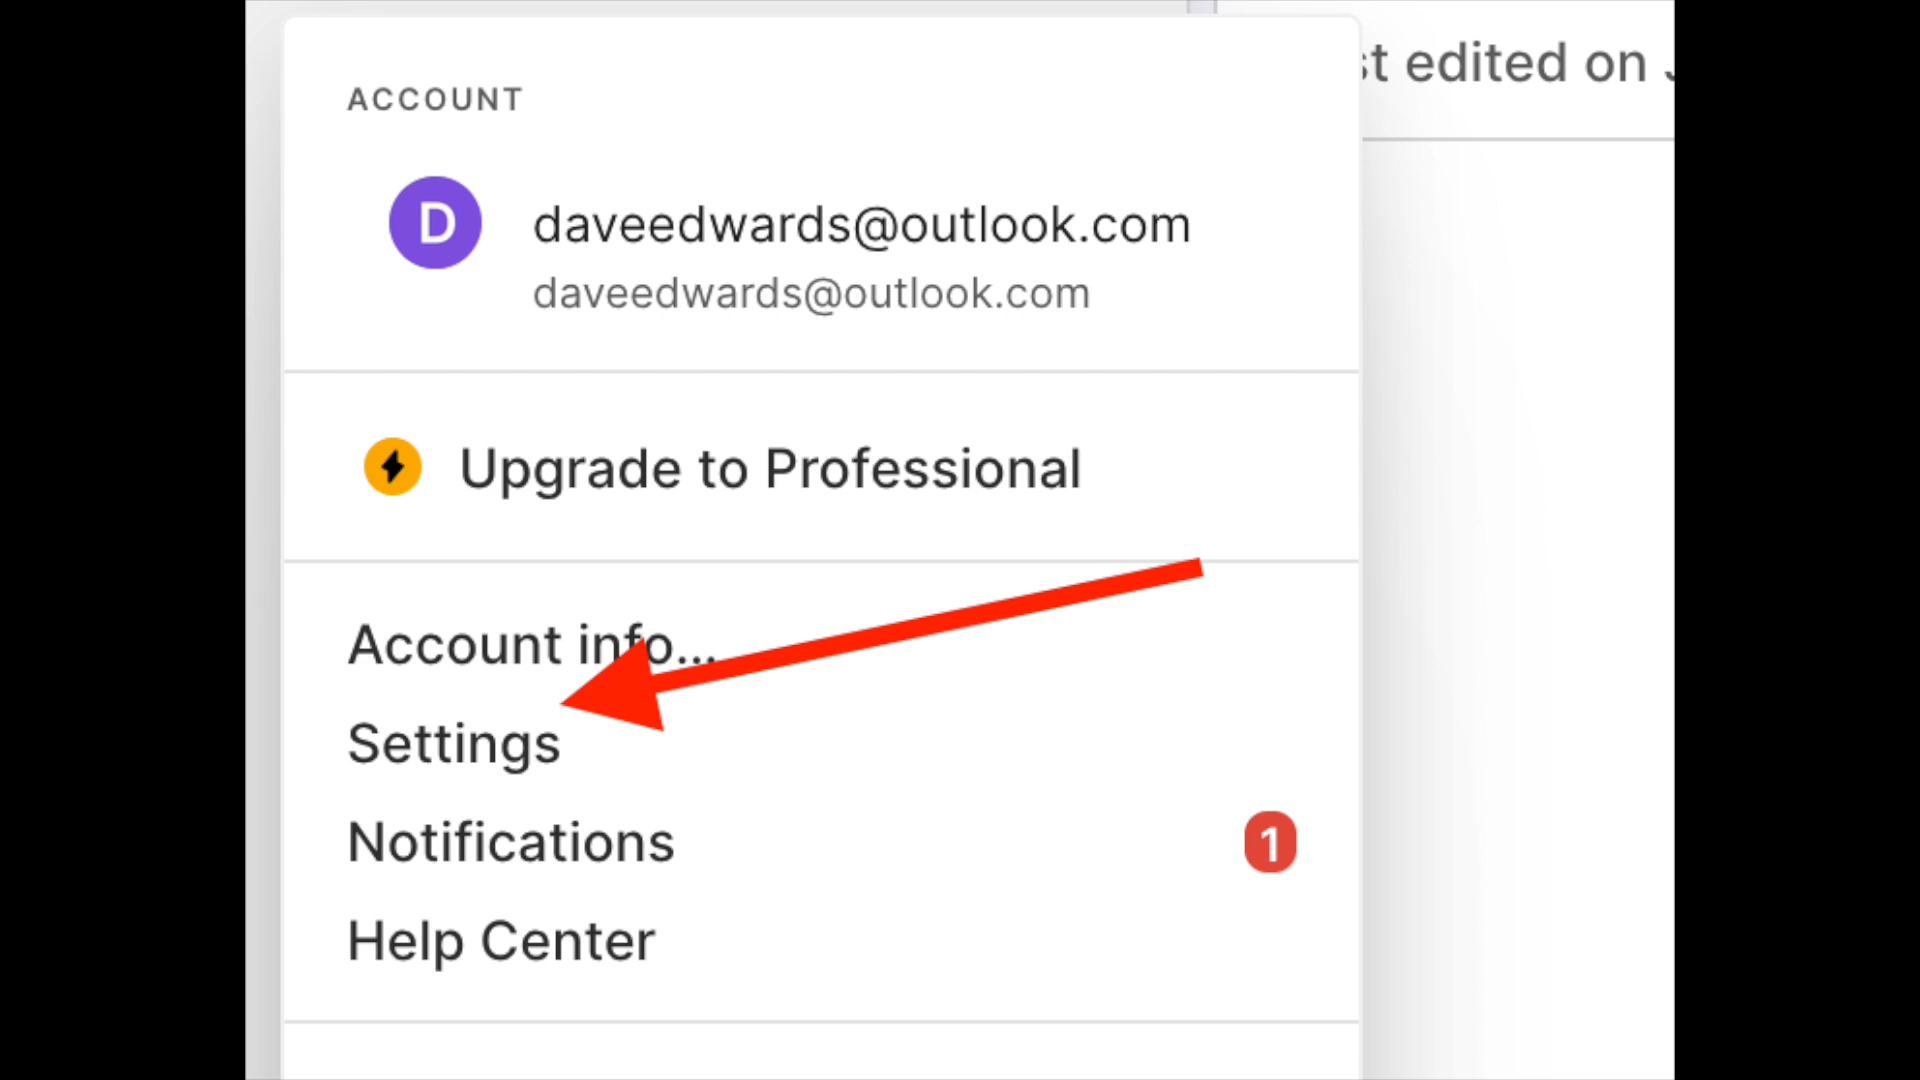 st edited on
ACCOUNT
D
daveedwards@outlook.com
daveedwards@outlook.com
Upgrade to Professional
Account info...
Settings
Notifications
1
Help Center